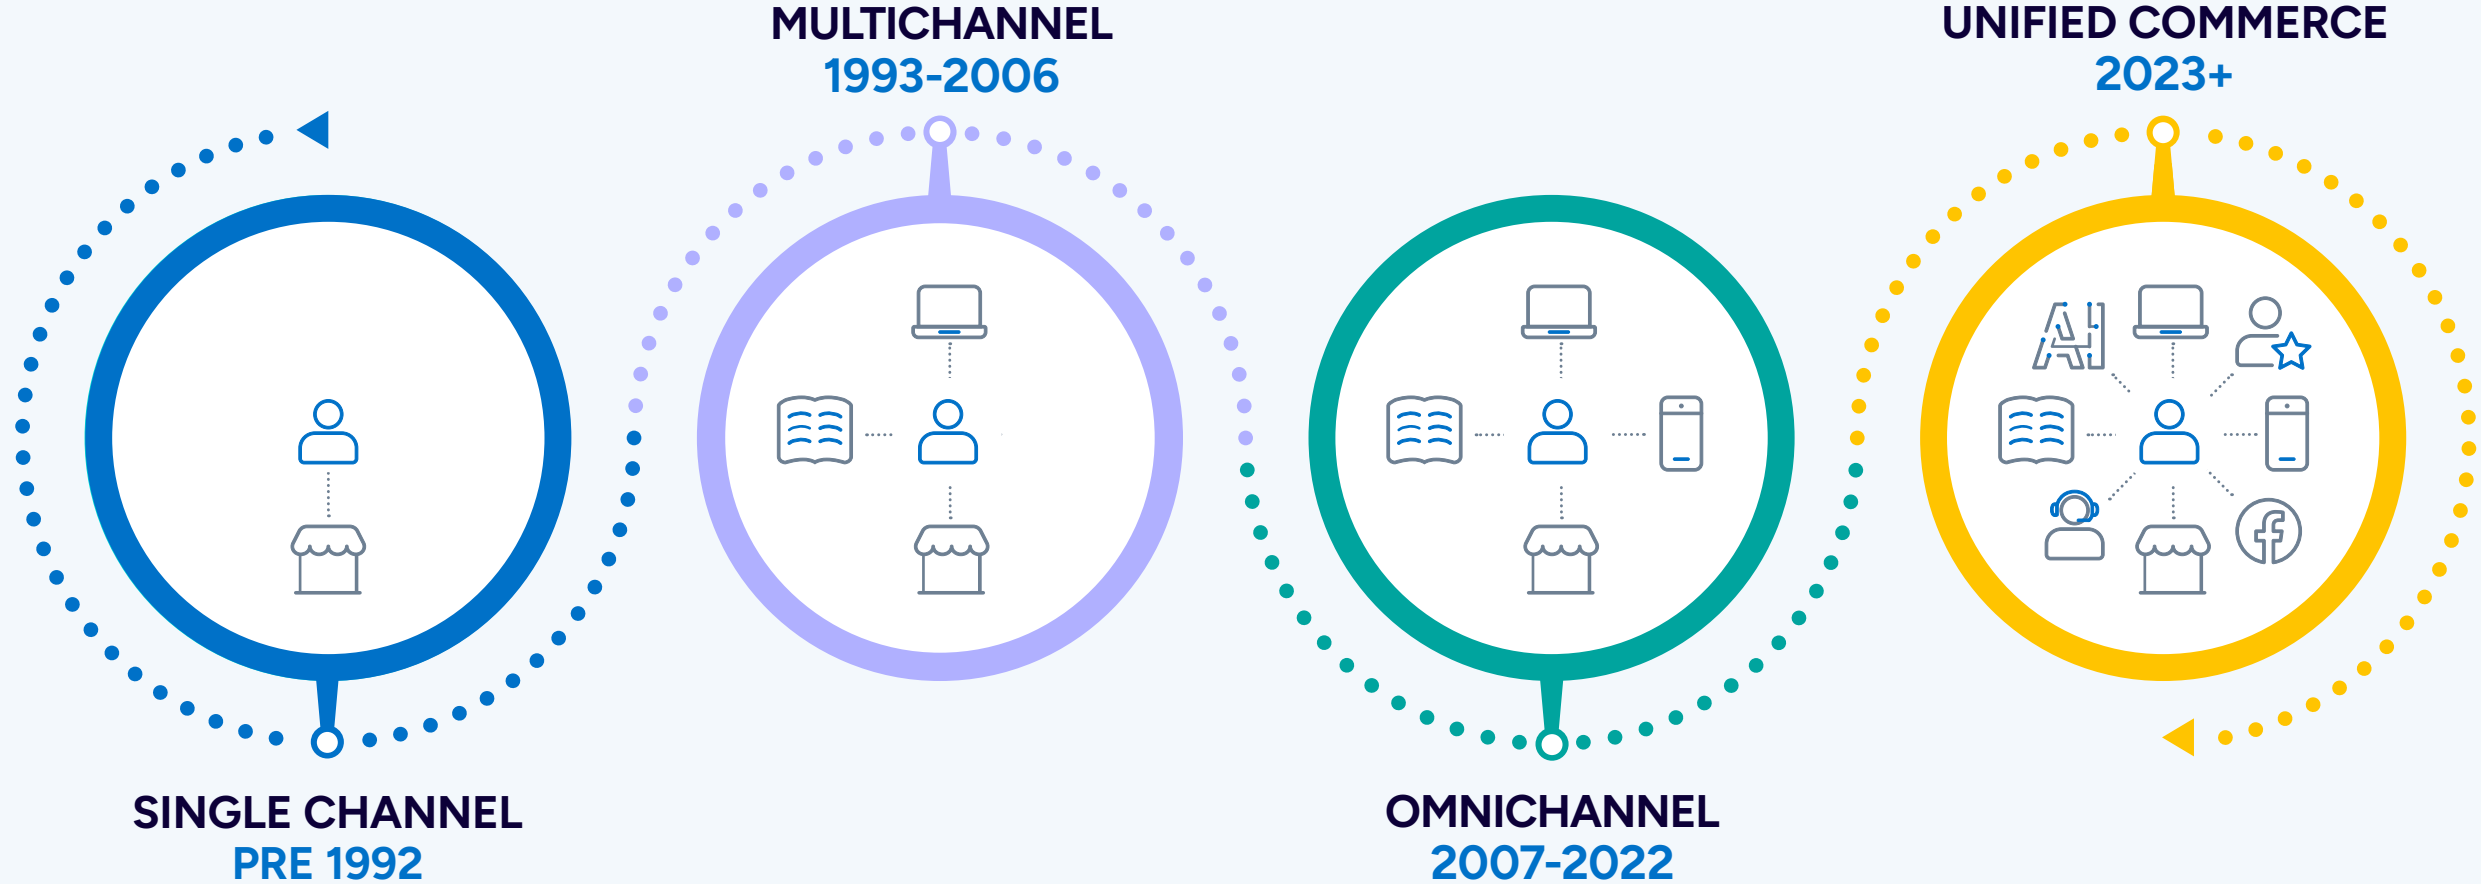 SINGLE CHANNEL
PRE 1992
MULTICHANNEL
1993-2006
OMNICHANNEL
2007-2022
UNIFIED COMMERCE
2023+
AI